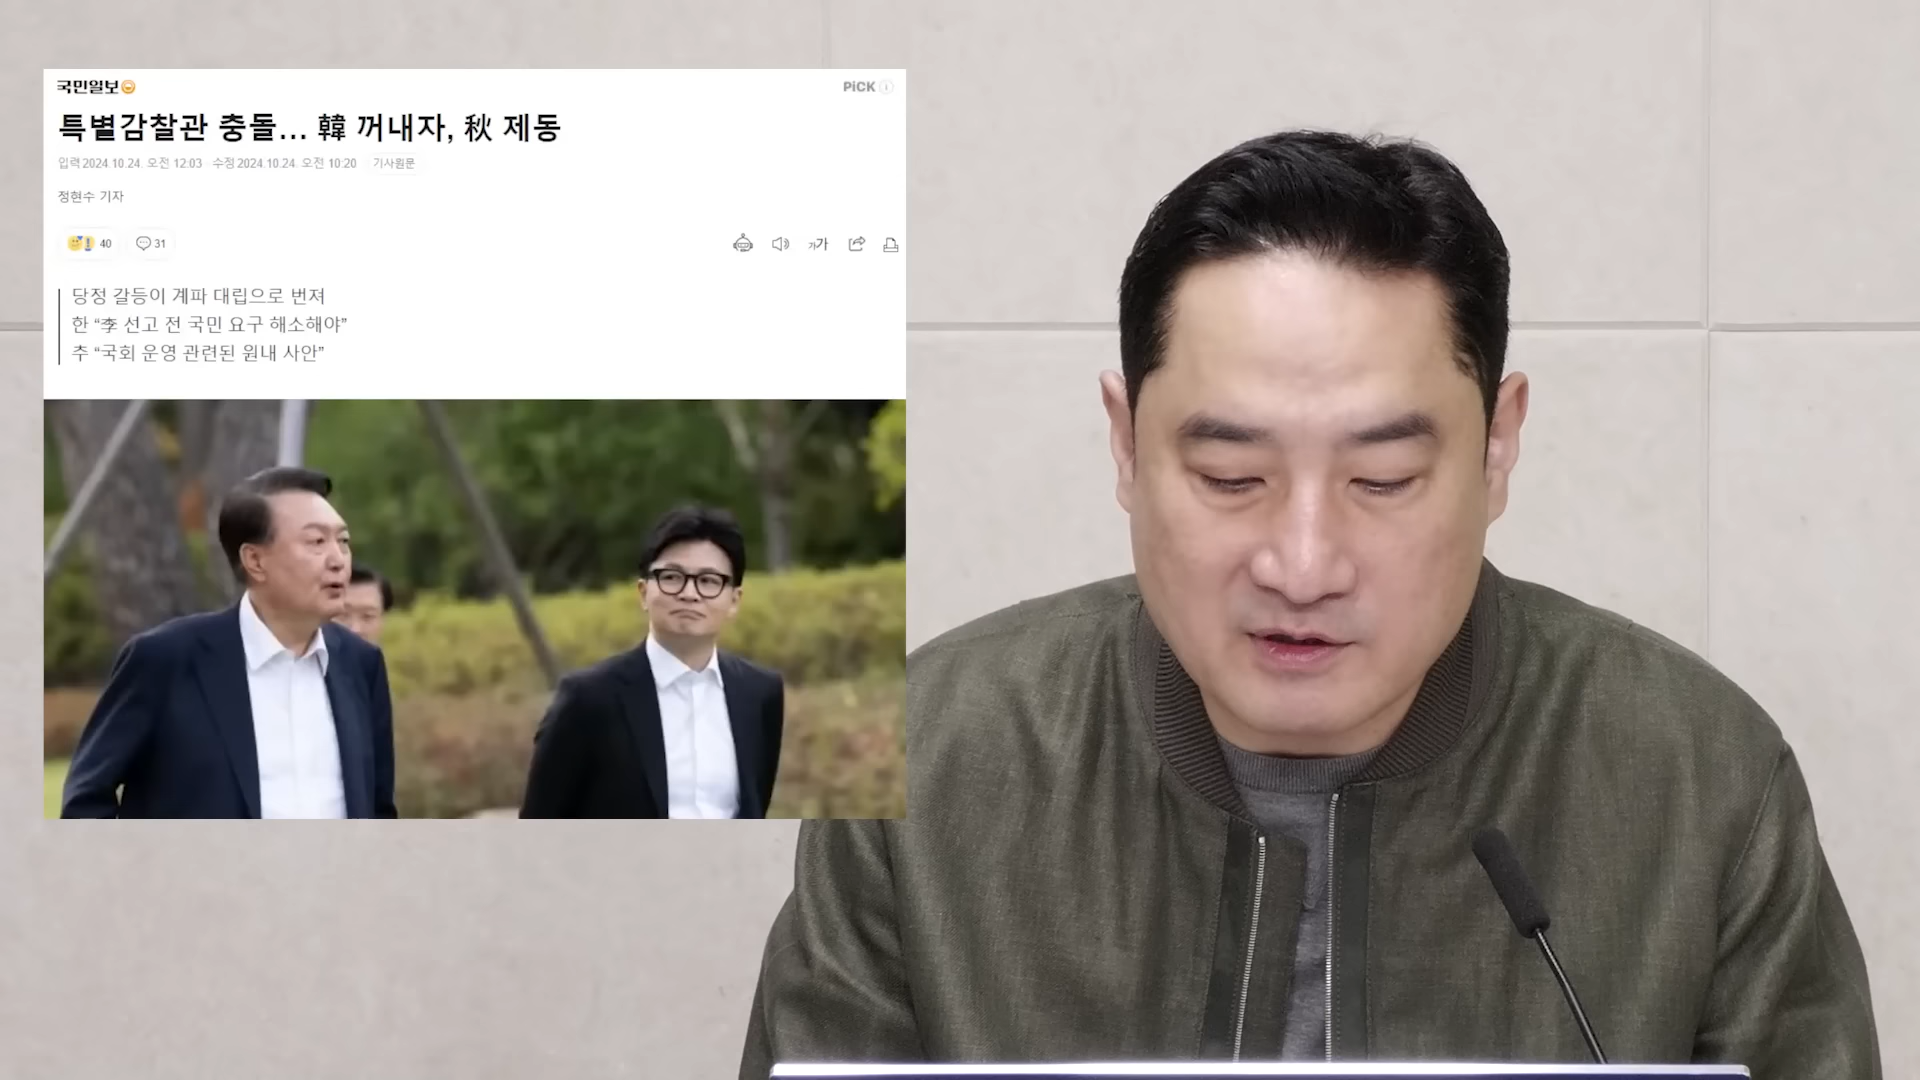 국민일보
PiCK
특별감찰관 충돌… 韓 꺼내자, 秋 제동
입력 2024.10.24. 오전 12:03 수정 2024.10.24. 오전 10:20 기사원문
정현수 기자
40 31
가가
당정 갈등이 계파 대립으로 번져
한 “李 선고 전 국민 요구 해소해야”
추 “국회 운영 관련된 원내 사안”